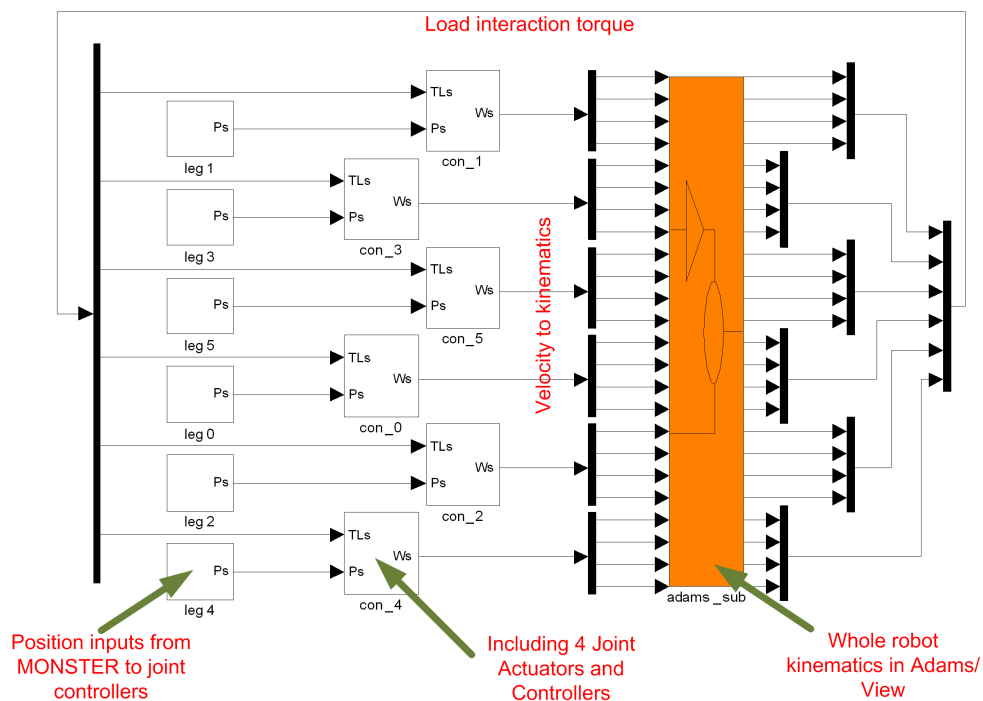 Load interaction torque
TLs
Ps
Ws
con_1
Ps
leg 1
TLs
Ps
Ws
con_3
Ps
leg 3
TLs
Ps
Ws
con_5
Ps
leg 5
TLs
Ps
Ws
con_0
Ps
leg 0
TLs
Ps
Ws
con_2
Ps
leg 2
TLs
Ps
Ws
con_4
Ps
leg 4
Velocity to kinematics
adams_sub
Position inputs from
MONSTER to joint
controllers
Including 4 Joint
Actuators and
Controllers
Whole robot
kinematics in Adams/
View